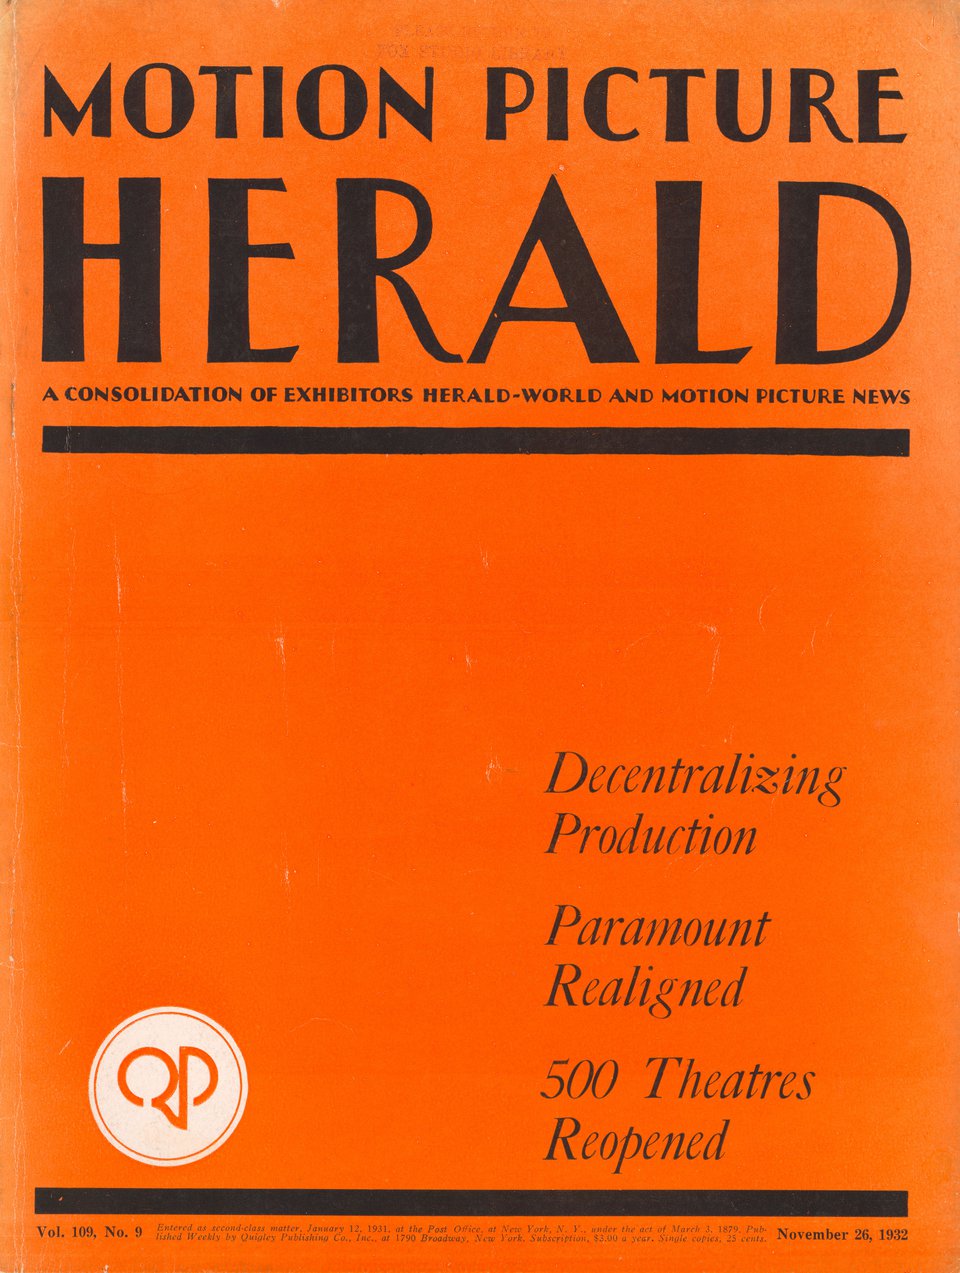 MOTION PICTURE
HERALD
A CONSOLIDATION OF EXHIBITORS HERALD-WORLD AND MOTION PICTURE NEWS
Decentralizing
Production
Paramount
Realigned
500 Theatres
Reopened
QP
Vol. 109, No. 9
Entered as second-class matter, January 12, 1931, at the Post Office, at New York, N. Y., under the act of March 3, 1879. Pub-
lished Weekly by Quigley Publishing Co., Inc., at 1790 Broadway, New York. Subscription, $3.00 a year. Single copies, 25 cents.
November 26, 1932